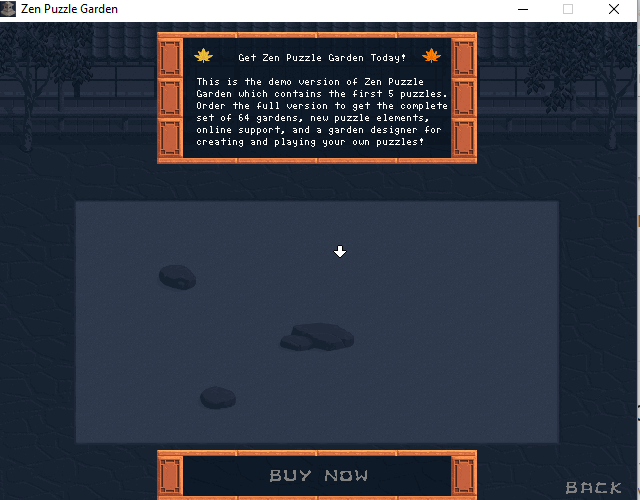 Zen Puzzle Garden
Get Zen Puzzle Garden Today!
This is the demo version of Zen Puzzle
Garden which contains the first 5 puzzles.
Order the full version to get the complete
set of 64 gardens, new puzzle elements,
online support, and a garden designer for
creating and playing your own puzzles!
BUY NOW
BACK